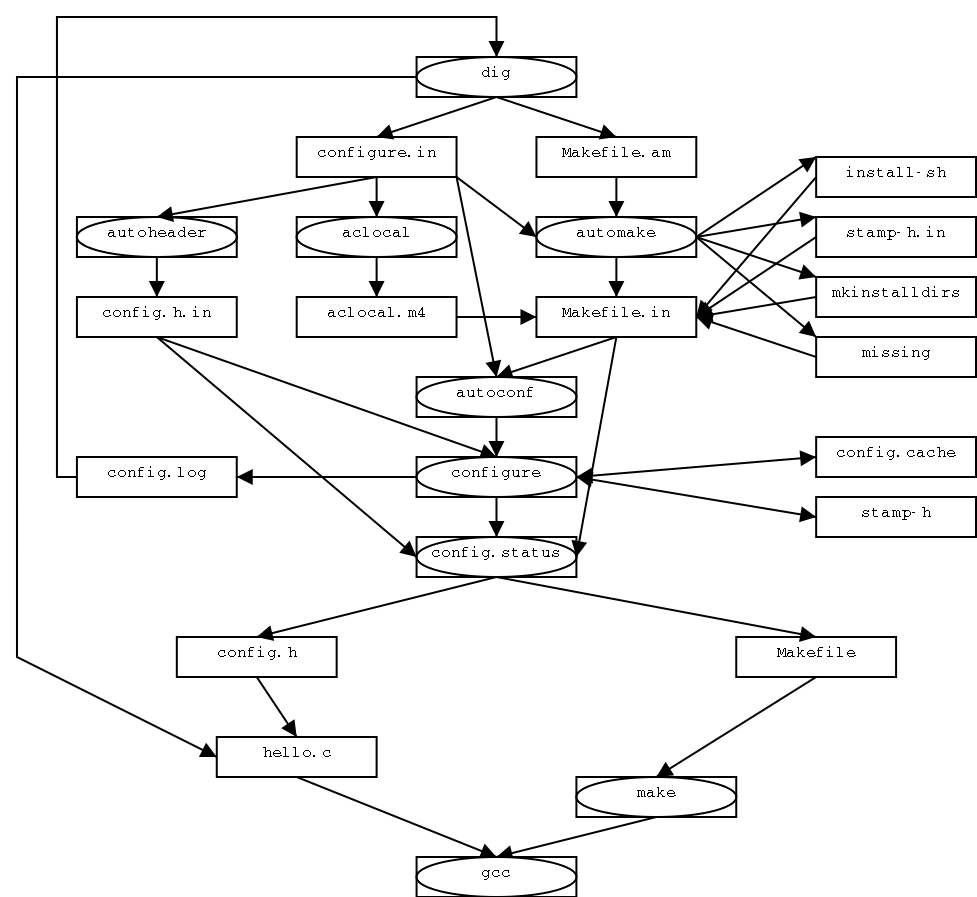 dig
configure.in
Makefile.am
install-sh
autoheader
aclocal
automake
stamp-h.in
mkinstalldirs
config.h.in
aclocal.m4
Makefile.in
missing
autoconf
config.log
configure
config.cache
stamp-h
config.status
config.h
Makefile
hello.c
make
gcc